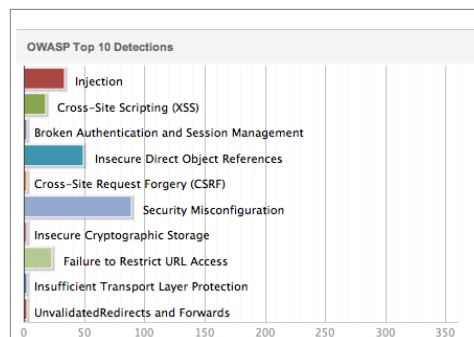 OWASP Top 10 Detections
Injection
Cross-Site Scripting (XSS)
Broken Authentication and Session Management
Insecure Direct Object References
Cross-Site Request Forgery (CSRF)
Security Misconfiguration
Insecure Cryptographic Storage
Failure to Restrict URL Access
Insufficient Transport Layer Protection
UnvalidatedRedirects and Forwards
0 50 100 150 200 250 300 350